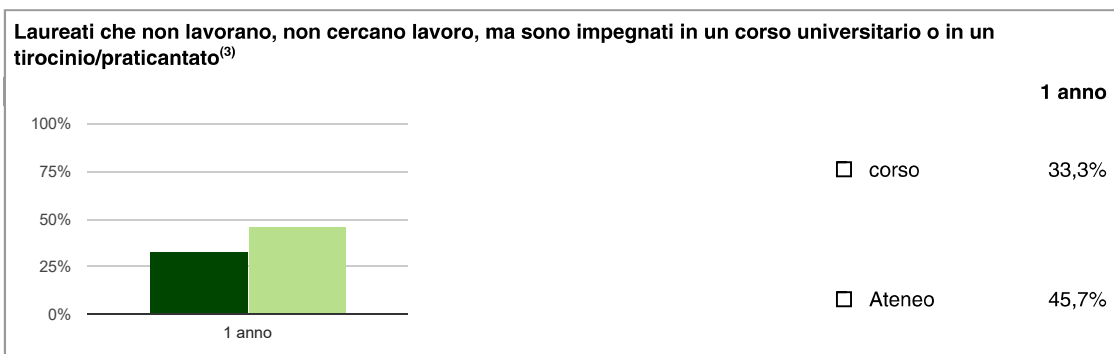 Laureati che non lavorano, non cercano lavoro, ma sono impegnati in un corso universitario o in un
tirocinio/praticantato(3)
1 anno
100%
75%
50%
25%
0%
1 anno
corso 33,3%
Ateneo 45,7%